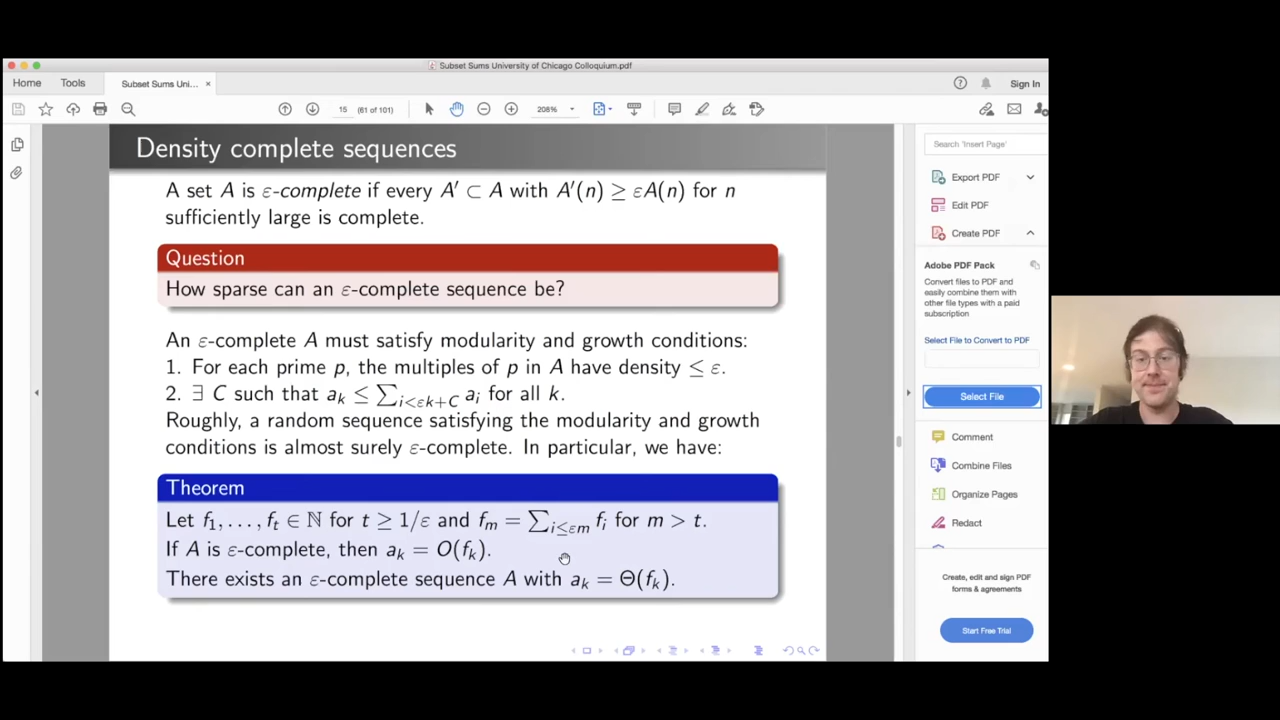 Subset Sums University of Chicago Colloquium.pdf
Home Tools Subset Sums Uni... × Sign In
15 (61 of 101) 208%
Density complete sequences
A set A is ε-complete if every A′ ⊂ A with A′(n) ≥ εA(n) for n
sufficiently large is complete.
Question
How sparse can an ε-complete sequence be?
An ε-complete A must satisfy modularity and growth conditions:
1. For each prime p, the multiples of p in A have density ≤ ε.
2. ∃ C such that a_k ≤ ∑_{i<εk+C} a_i for all k.
Roughly, a random sequence satisfying the modularity and growth
conditions is almost surely ε-complete. In particular, we have:
Theorem
Let f_1, . . . , f_t ∈ ℕ for t ≥ 1/ε and f_m = ∑_{i≤εm} f_i for m > t.
If A is ε-complete, then a_k = O(f_k).
There exists an ε-complete sequence A with a_k = Θ(f_k).
Search 'Insert Page'
Export PDF
Edit PDF
Create PDF
Adobe PDF Pack
Convert files to PDF and
easily combine them with
other file types with a paid
subscription
Select File to Convert to PDF
Select File
Comment
Combine Files
Organize Pages
Redact
Create, edit and sign PDF
forms & agreements
Start Free Trial